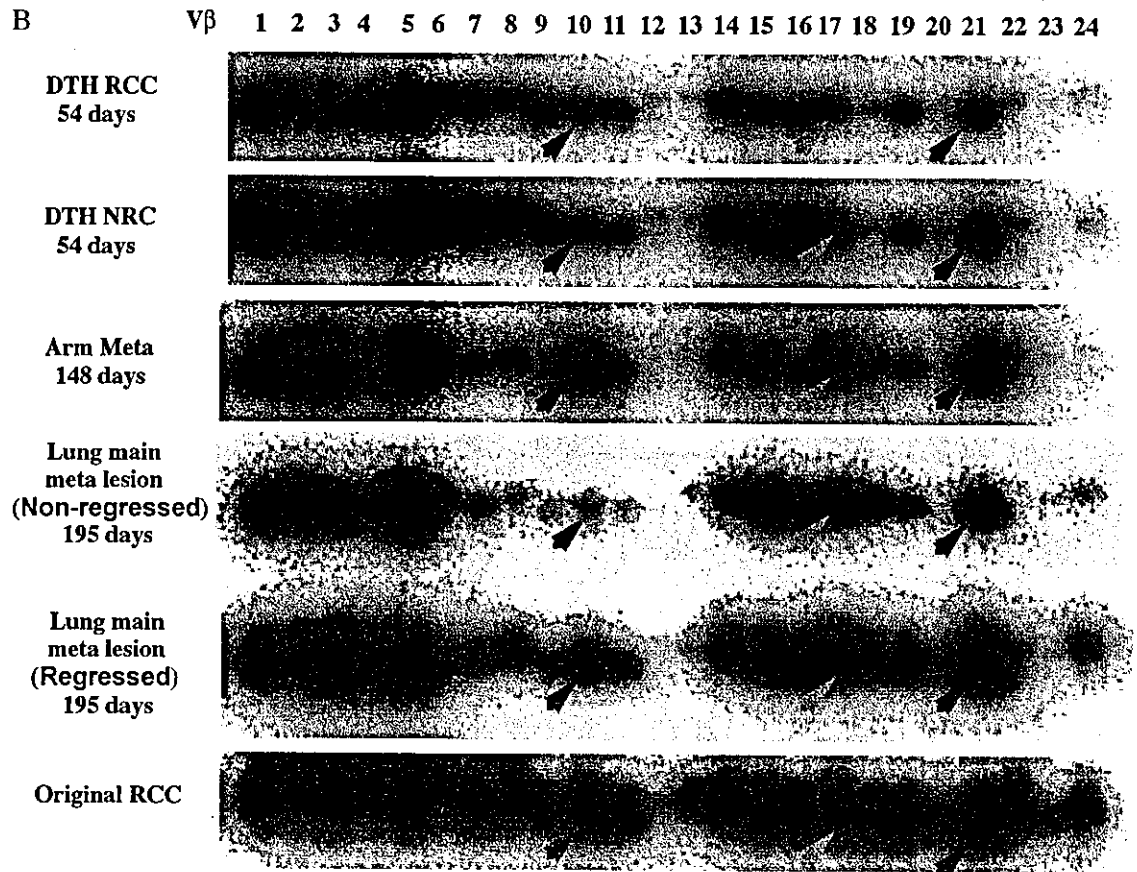 B Vβ 1 2 3 4 5 6 7 8 9 10 11 12 13 14 15 16 17 18 19 20 21 22 23 24
DTH RCC
54 days
DTH NRC
54 days
Arm Meta
148 days
Lung main
meta lesion
(Non-regressed)
195 days
Lung main
meta lesion
(Regressed)
195 days
Original RCC